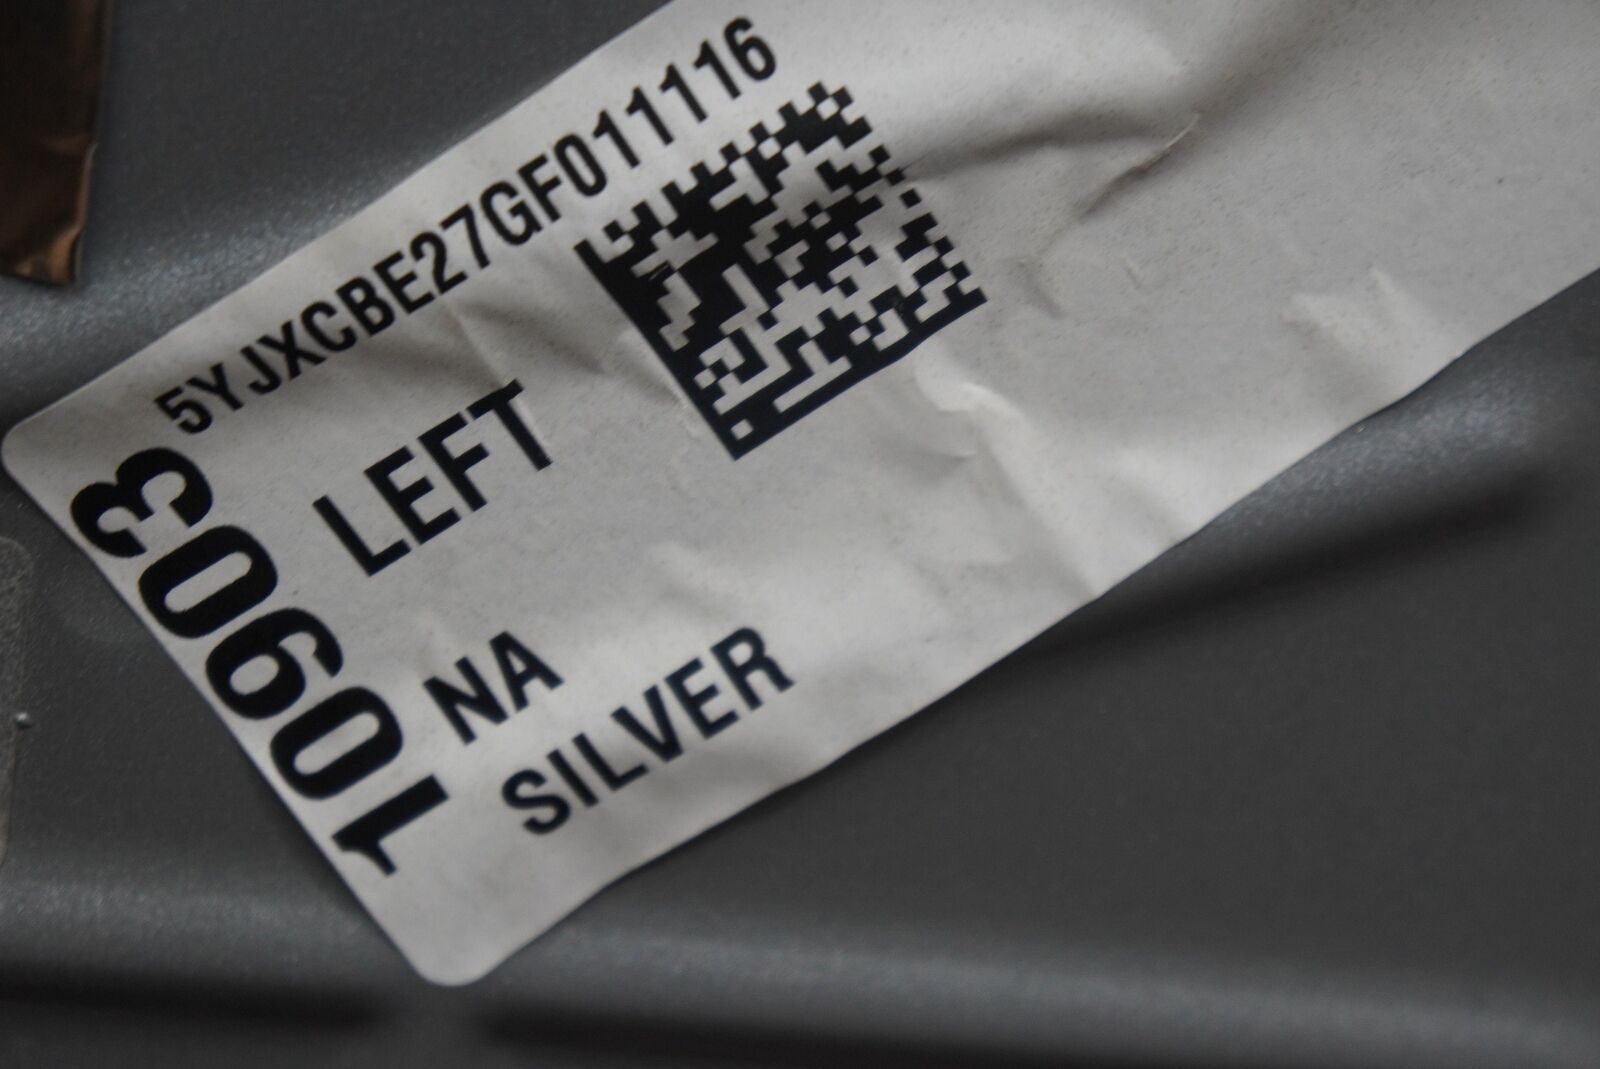 5YJXCBE27GF011116
LEFT
NA
SILVER
10903